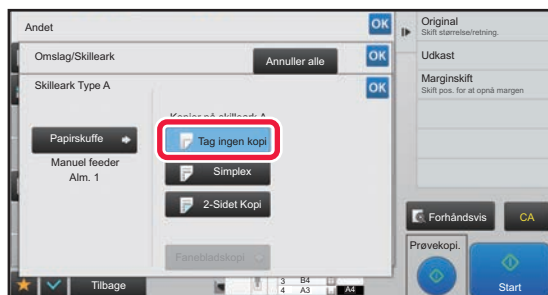 Andet
OK
Omslag/Skilleark
Annuller alle
OK
Skilleark Type A
OK
Kopier på skilleark A
Papirskuffe
Manuel feeder
Alm. 1
Tag ingen kopi
Simplex
2-Sidet Kopi
Fanebladskopi
Tilbage
3 B4
4 A3
A4
Original
Skift størrelse/retning.
Udkast
Marginskift
Skift pos. for at opnå margen
Forhåndsvis
CA
Prøvekopi.
Start